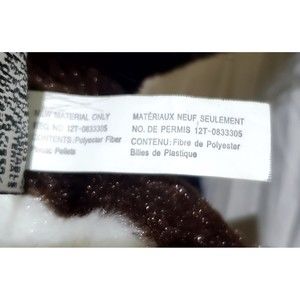 NEW MATERIAL ONLY
REG. NO. 12T-0833305
CONTENTS: Polyester Fiber
Pellets
MATÉRIAUX NEUF SEULEMENT
NO. DE PERMIS. 12T-0833305
CONTENU: Fibre de Polyester
Billes de Plastique